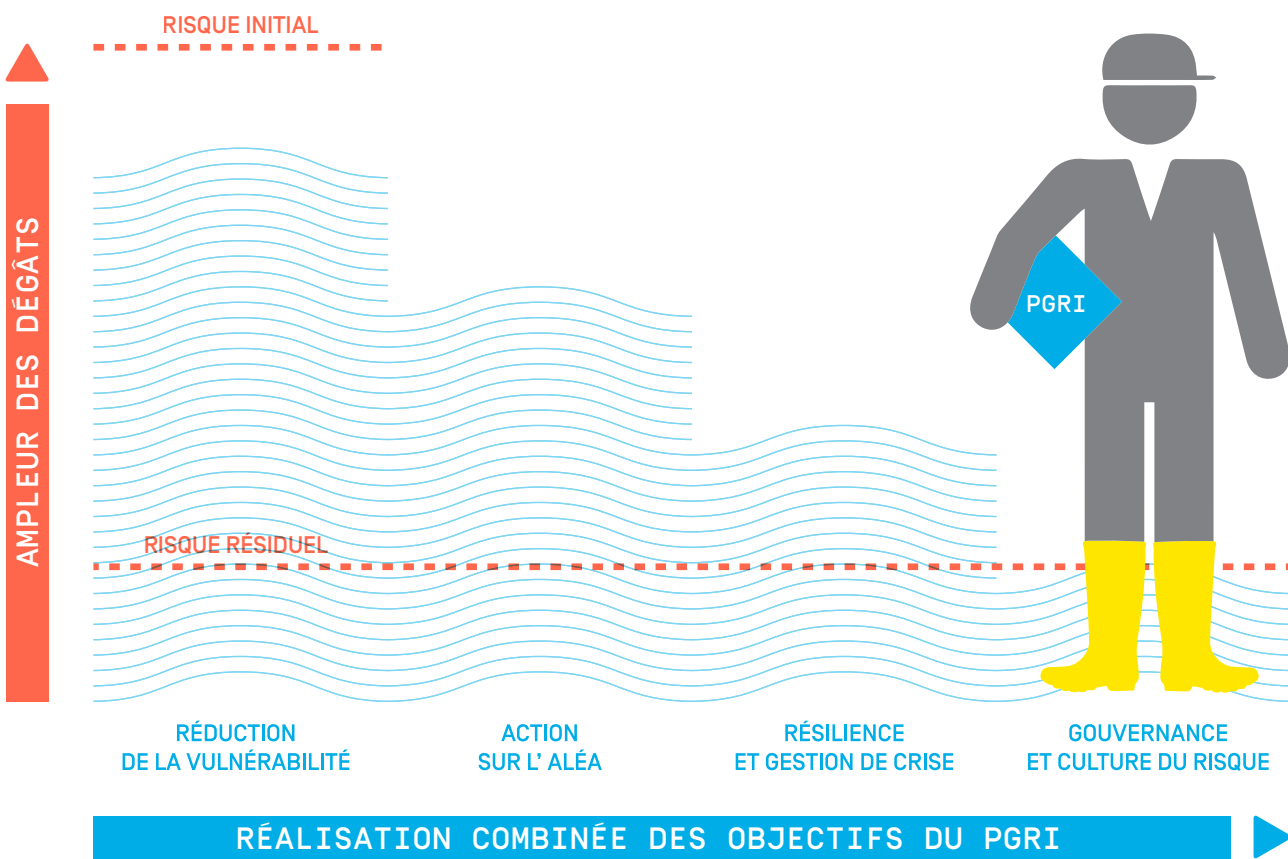 RISQUE INITIAL
AMPLEUR DES DÉGÂTS
PGRI
RISQUE RÉSIDUEL
RÉDUCTION
DE LA VULNÉRABILITÉ
ACTION
SUR L' ALÉA
RÉSILIENCE
ET GESTION DE CRISE
GOUVERNANCE
ET CULTURE DU RISQUE
RÉALISATION COMBINÉE DES OBJECTIFS DU PGRI